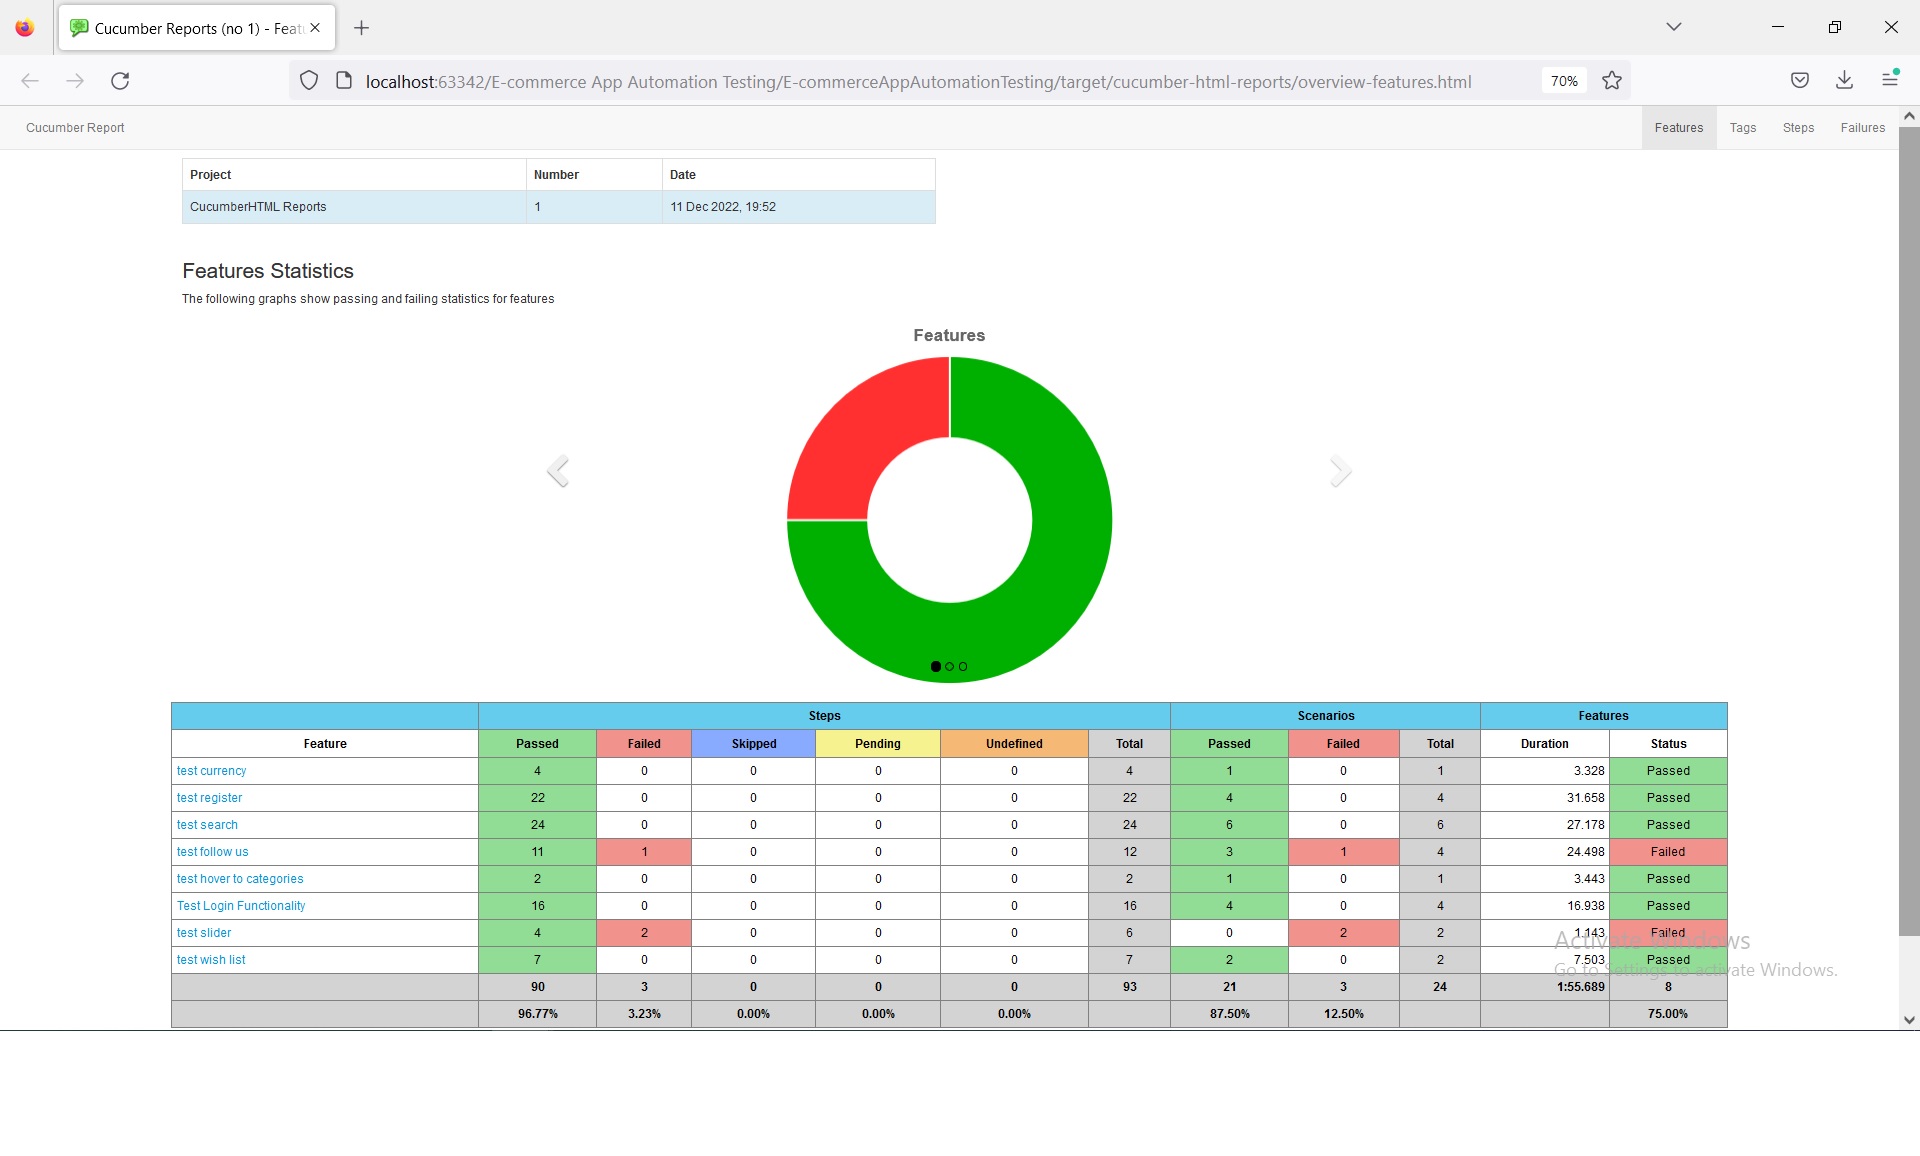 Cucumber Reports (no 1) - Featu
localhost:63342/E-commerce App Automation Testing/E-commerceAppAutomationTesting/target/cucumber-html-reports/overview-features.html 70%
Cucumber Report Features Tags Steps Failures
Project Number Date
CucumberHTML Reports 1 11 Dec 2022, 19:52
Features Statistics
The following graphs show passing and failing statistics for features
Features
Steps Scenarios Features
Feature Passed Failed Skipped Pending Undefined Total Passed Failed Total Duration Status
test currency 4 0 0 0 0 4 1 0 1 3.328 Passed
test register 22 0 0 0 0 22 4 0 4 31.658 Passed
test search 24 0 0 0 0 24 6 0 6 27.178 Passed
test follow us 11 1 0 0 0 12 3 1 4 24.498 Failed
test hover to categories 2 0 0 0 0 2 1 0 1 3.443 Passed
Test Login Functionality 16 0 0 0 0 16 4 0 4 16.938 Passed
test slider 4 2 0 0 0 6 0 2 2 1.143 Failed
test wish list 7 0 0 0 0 7 2 0 2 7.503 Passed
90 3 0 0 0 93 21 3 24 1:55.689 8
96.77% 3.23% 0.00% 0.00% 0.00% 87.50% 12.50% 75.00%
Activate Windows
Go to Settings to activate Windows.